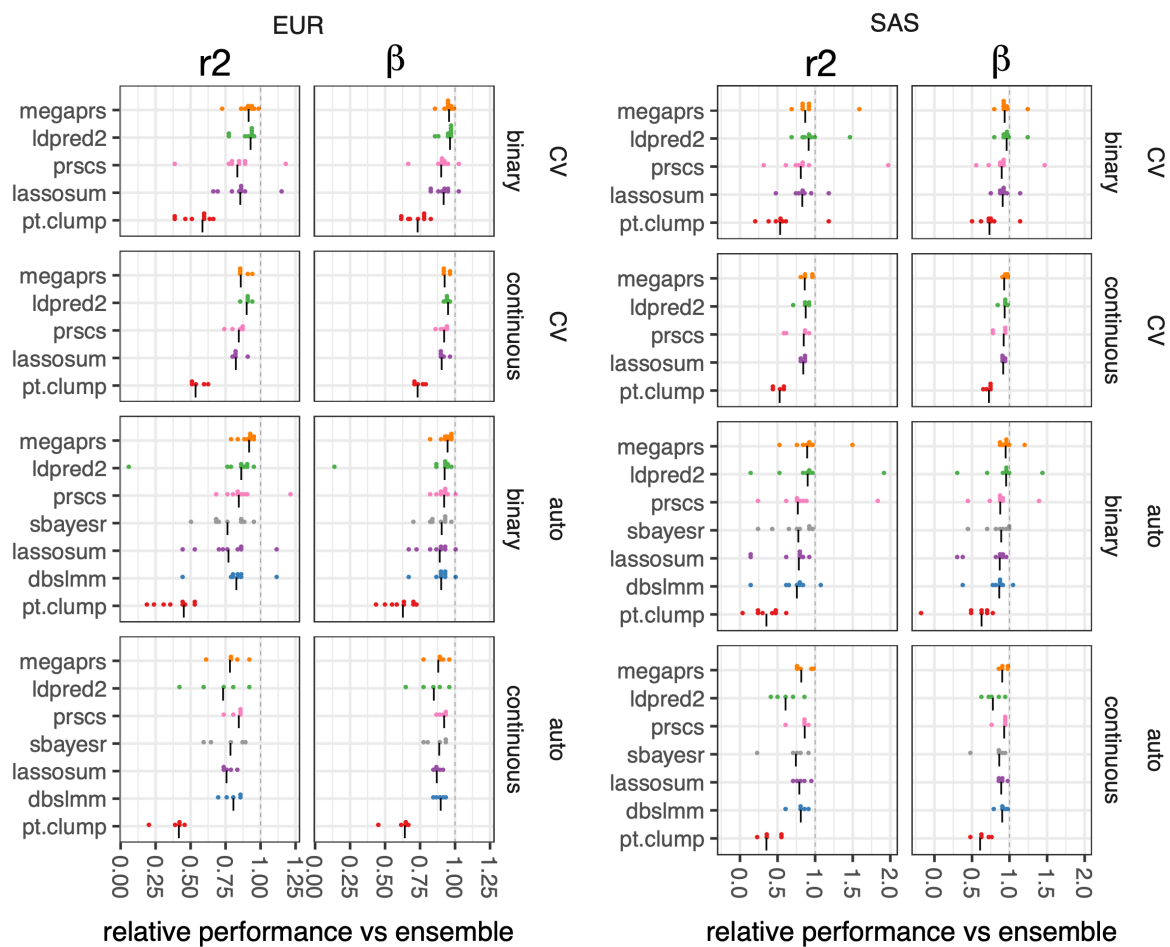 EUR
r2 β
megaprs
ldpred2
prscs
lassosum
pt.clump
binary
CV
megaprs
ldpred2
prscs
lassosum
pt.clump
continuous
CV
megaprs
ldpred2
prscs
sbayesr
lassosum
dbslmm
pt.clump
binary
auto
megaprs
ldpred2
prscs
sbayesr
lassosum
dbslmm
pt.clump
continuous
auto
0.00 0.25 0.50 0.75 1.00 1.25 0.00 0.25 0.50 0.75 1.00 1.25
relative performance vs ensemble
SAS
r2 β
megaprs
ldpred2
prscs
lassosum
pt.clump
binary
CV
megaprs
ldpred2
prscs
lassosum
pt.clump
continuous
CV
megaprs
ldpred2
prscs
sbayesr
lassosum
dbslmm
pt.clump
binary
auto
megaprs
ldpred2
prscs
sbayesr
lassosum
dbslmm
pt.clump
continuous
auto
0.0 0.5 1.0 1.5 2.0 0.0 0.5 1.0 1.5 2.0
relative performance vs ensemble